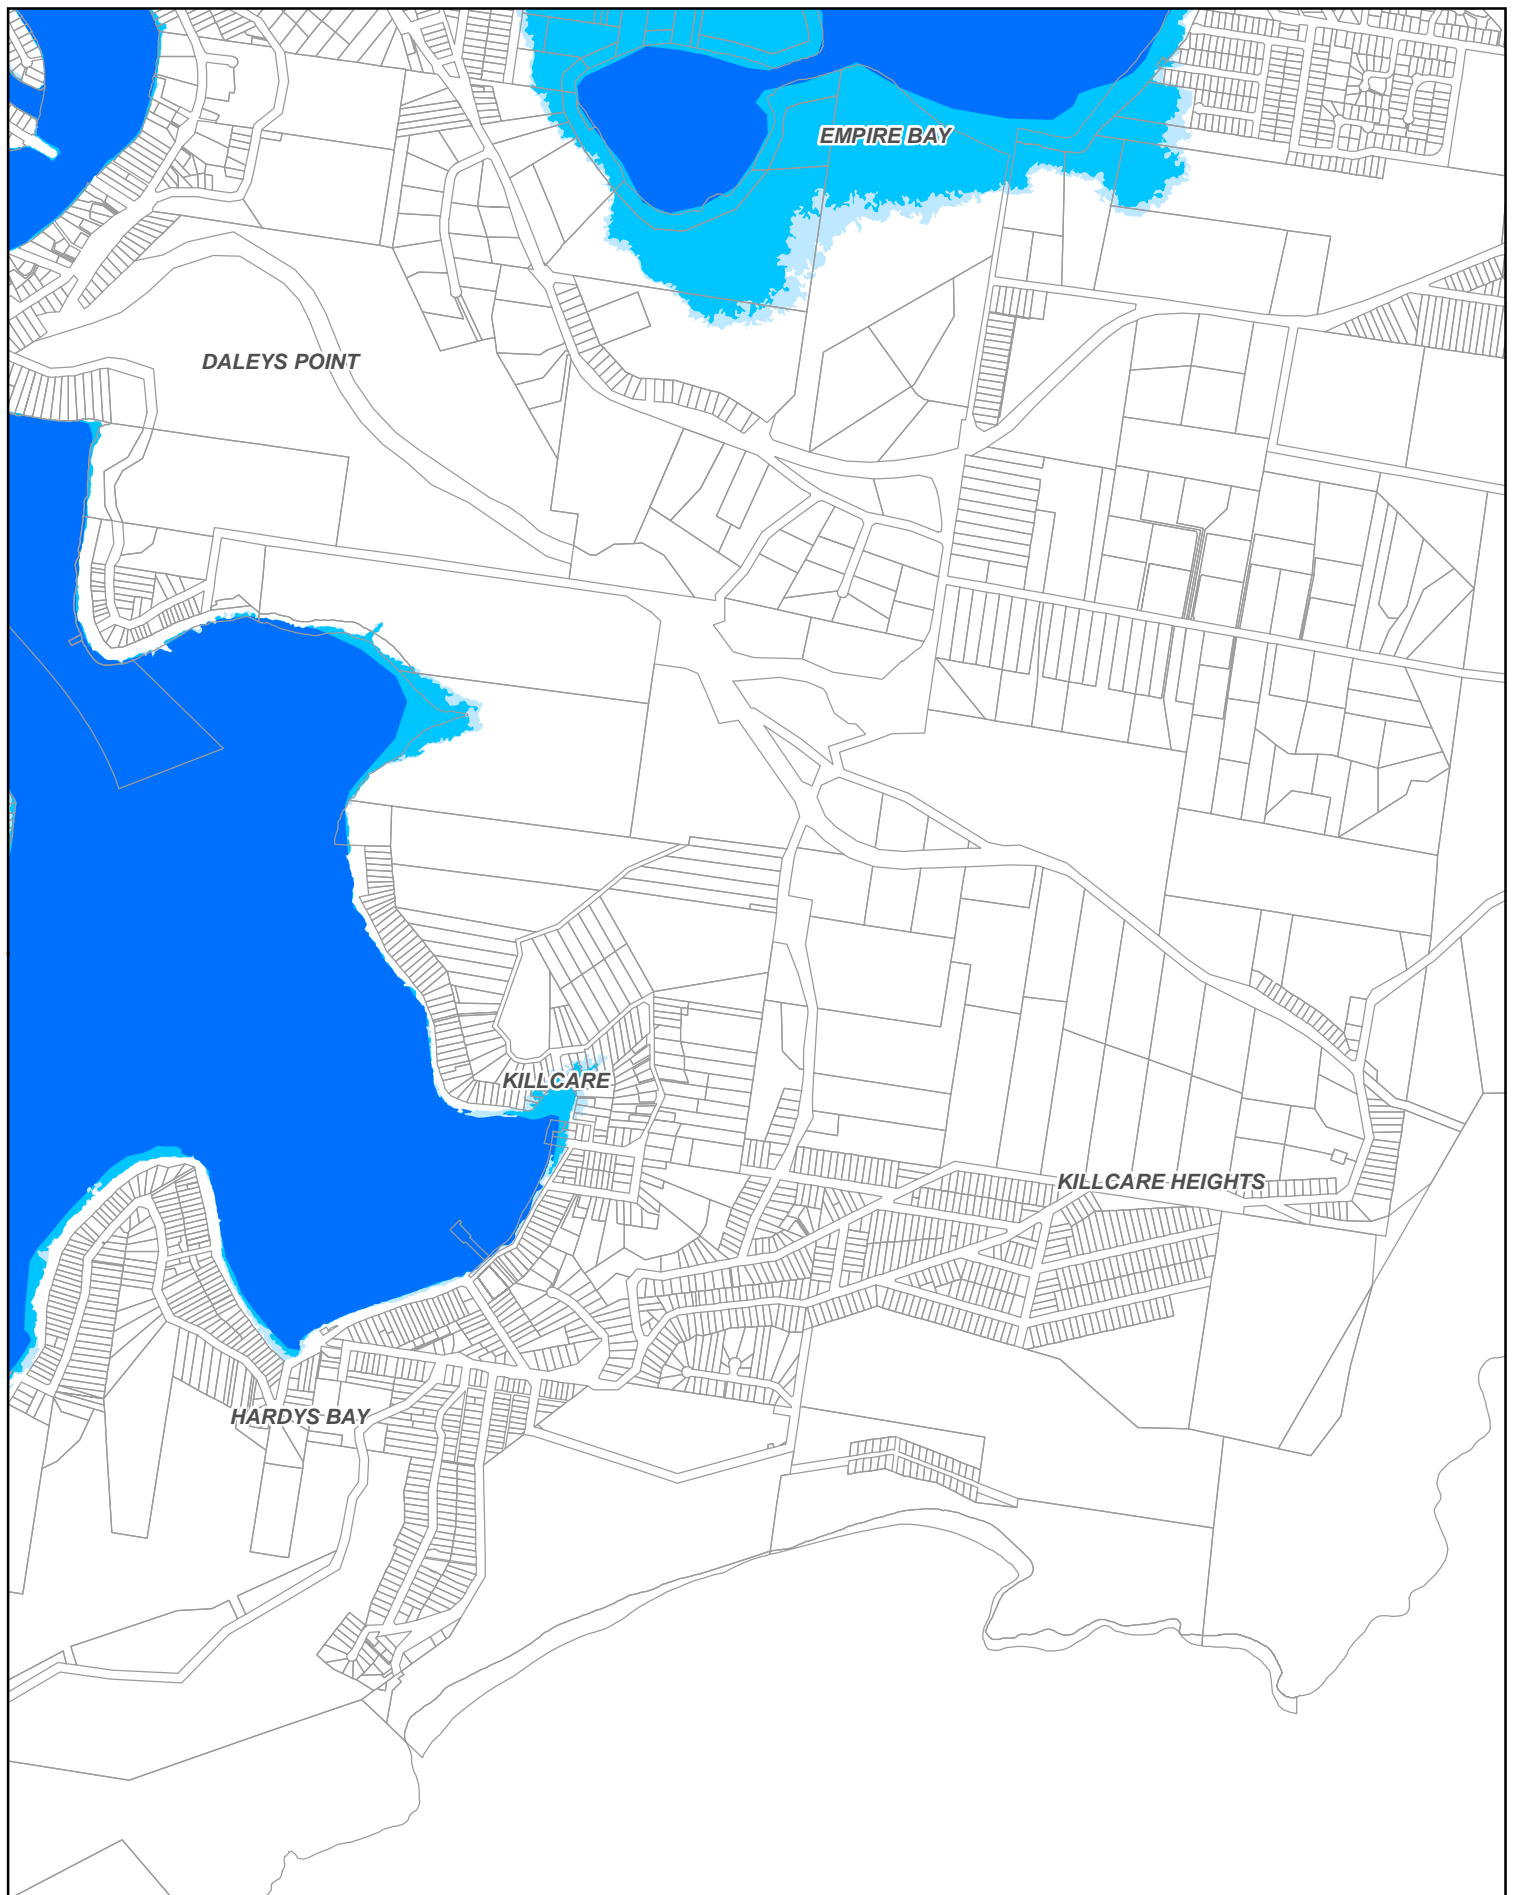 EMPIRE BAY
DALEYS POINT
KILLCARE
KILLCARE HEIGHTS
HARDYS BAY